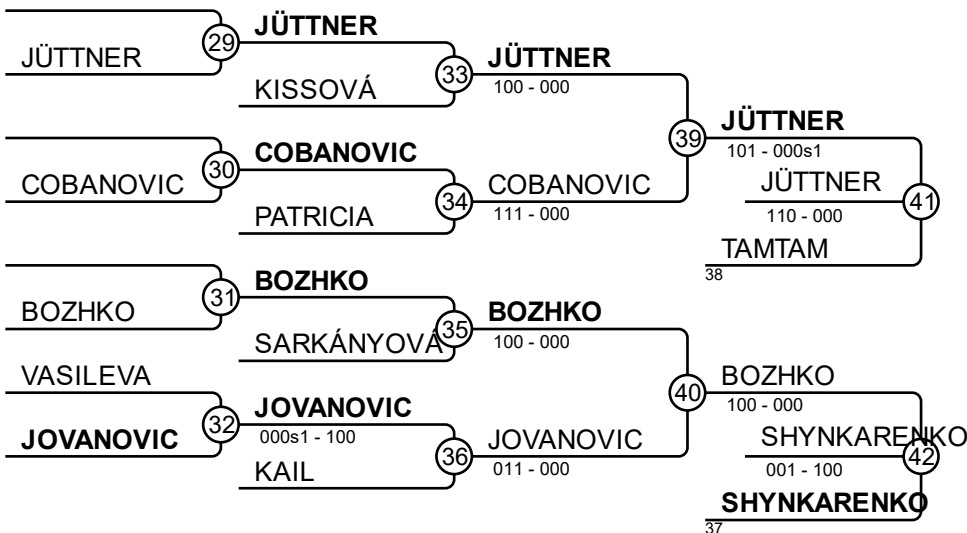 29
JÜTTNER
JÜTTNER
33
JÜTTNER
100 - 000
KISSOVÁ
39
JÜTTNER
101 - 000s1
30
COBANOVIC
COBANOVIC
34
COBANOVIC
111 - 000
PATRICIA
JÜTTNER
110 - 000
41
TAMTAM
38
31
BOZHKO
BOZHKO
35
BOZHKO
100 - 000
SARKÁNYOVÁ
40
BOZHKO
100 - 000
VASILEVA
32
JOVANOVIC
000s1 - 100
JOVANOVIC
36
JOVANOVIC
011 - 000
KAIL
SHYNKARENKO
001 - 100
42
SHYNKARENKO
37